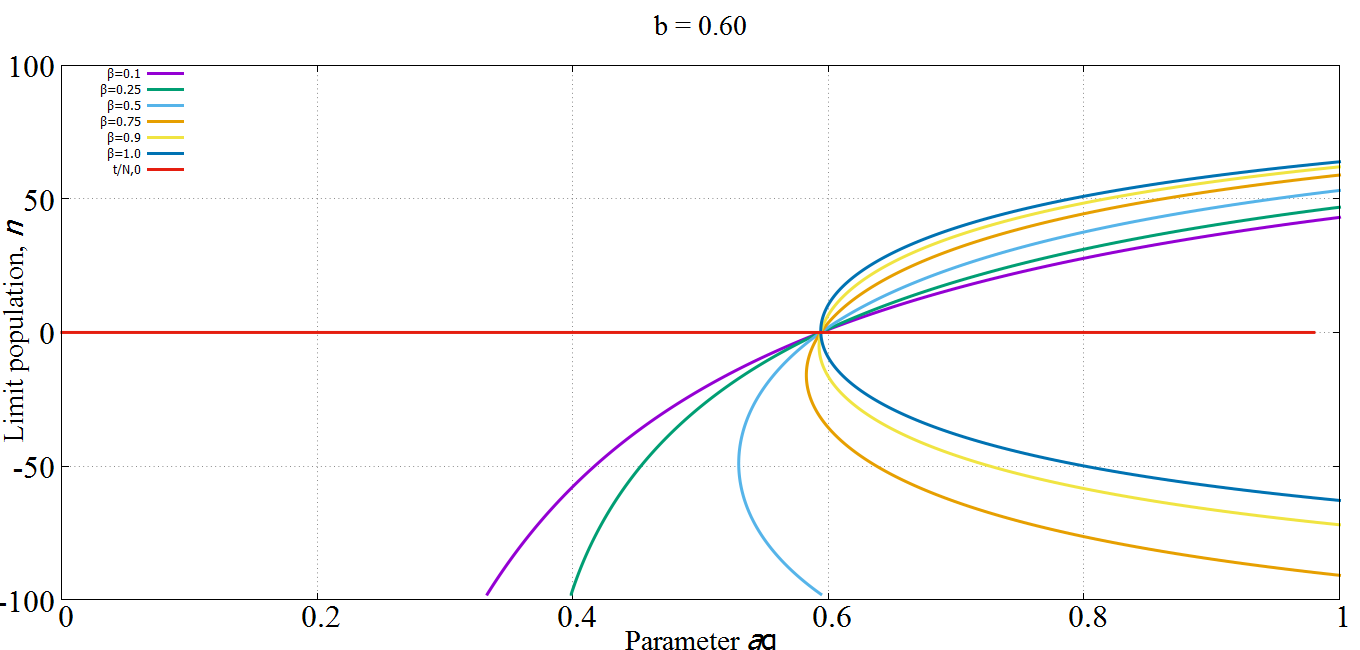 b = 0.60
100
50
0
-50
-100
Limit population, n
β=0.1
β=0.25
β=0.5
β=0.75
β=0.9
β=1.0
t/N,0
0
0.2
0.4
0.6
0.8
1
Parameter aα